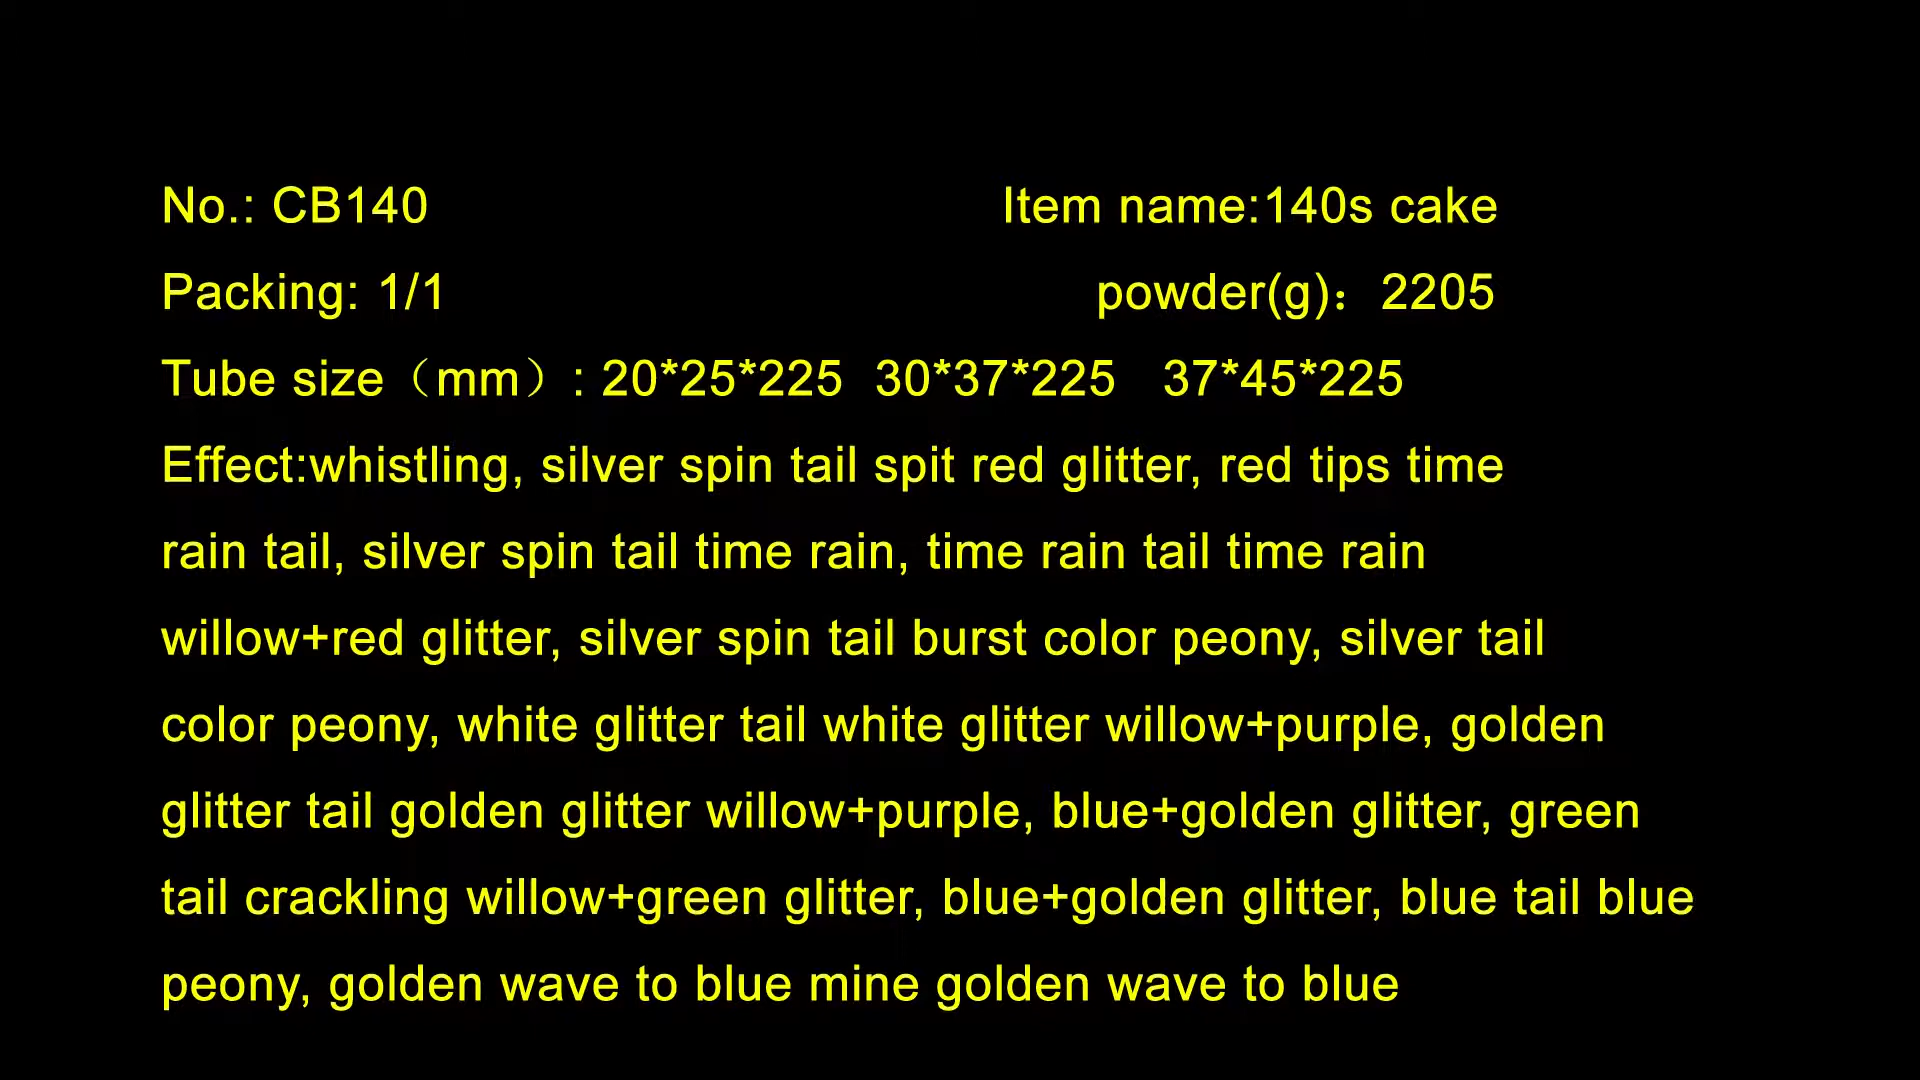 No.: CB140 Item name:140s cake
Packing: 1/1 powder(g)：2205
Tube size（mm）: 20*25*225 30*37*225 37*45*225
Effect:whistling, silver spin tail spit red glitter, red tips time
rain tail, silver spin tail time rain, time rain tail time rain
willow+red glitter, silver spin tail burst color peony, silver tail
color peony, white glitter tail white glitter willow+purple, golden
glitter tail golden glitter willow+purple, blue+golden glitter, green
tail crackling willow+green glitter, blue+golden glitter, blue tail blue
peony, golden wave to blue mine golden wave to blue